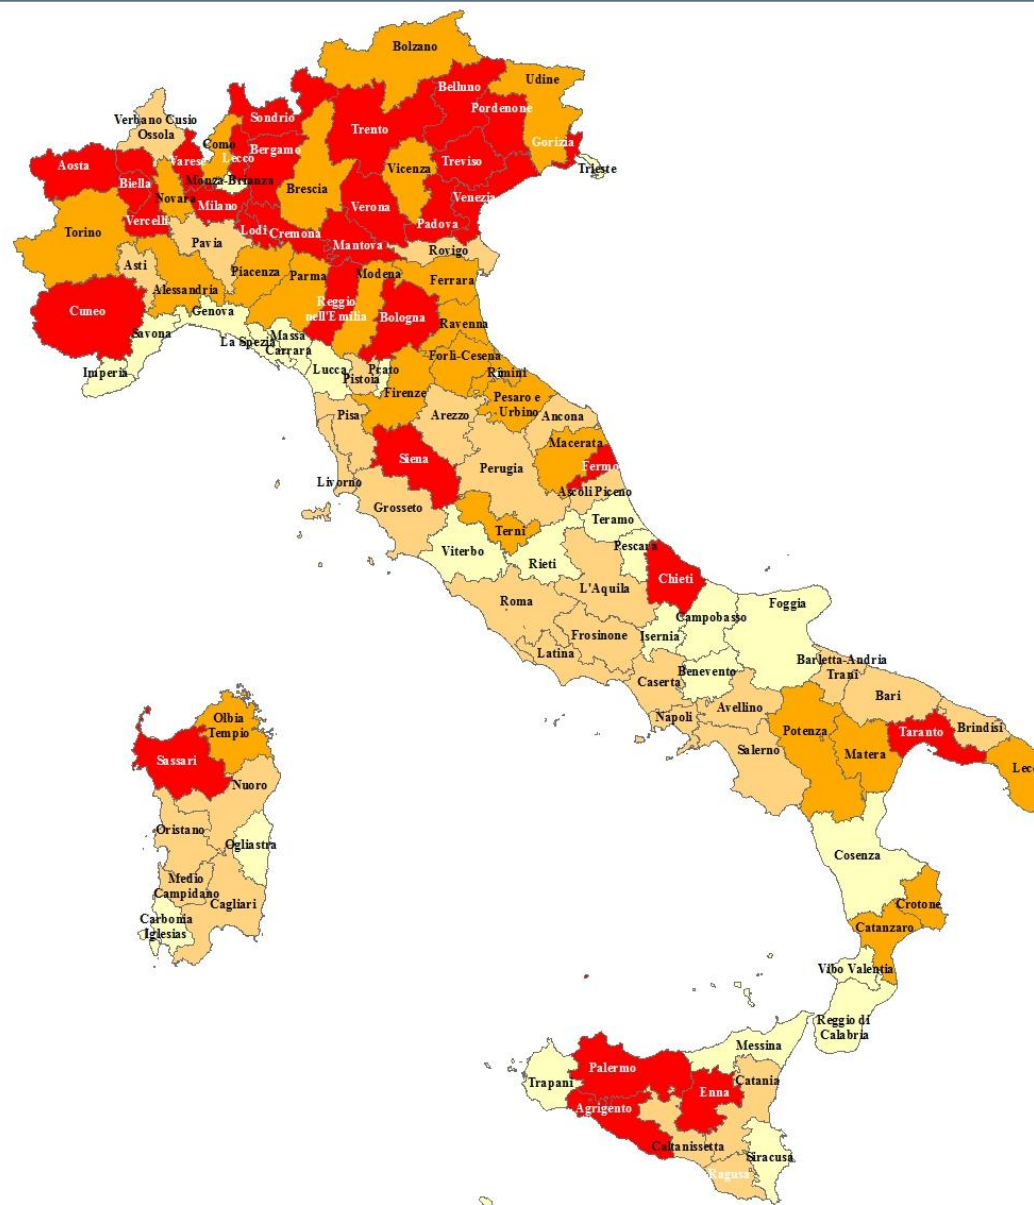 Bolzano
Udine
Belluno
Pordenone
Sondrio
Verbano Cusio
Ossola
Trento
Gorizia
Como
Bergamo
Lecco
Varese
Treviso
Trieste
Aosta
Vicenza
Biella
Monza-Brianza
Brescia
Novara
Milano
Verona
Venezia
Vercelli
Padova
Torino
Lodi
Cremona
Pavia
Mantova
Rovigo
Asti
Piacenza
Parma
Modena
Ferrara
Alessandria
Cuneo
Genova
Reggio
nell'Emilia
Bologna
Savona
Ravenna
La Spezia
Massa
Carrara
Forlì-Cesena
Imperia
Lucca
Prato
Pistoia
Rimini
Firenze
Pesaro e
Urbino
Pisa
Arezzo
Ancona
Macerata
Siena
Perugia
Fermo
Livorno
Ascoli Piceno
Grosseto
Teramo
Terni
Viterbo
Rieti
Pescara
Chieti
L'Aquila
Roma
Foggia
Campobasso
Frosinone
Isernia
Latina
Barletta-Andria
Trani
Benevento
Caserta
Bari
Avellino
Napoli
Olbia
Tempio
Potenza
Taranto
Brindisi
Salerno
Matera
Sassari
Lecc
Nuoro
Oristano
Ogliastra
Cosenza
Medio
Campidano
Cagliari
Crotone
Carbonia
Iglesias
Catanzaro
Vibo Valentia
Reggio di
Calabria
Messina
Palermo
Trapani
Catania
Enna
Agrigento
Caltanissetta
Siracusa
Ragusa